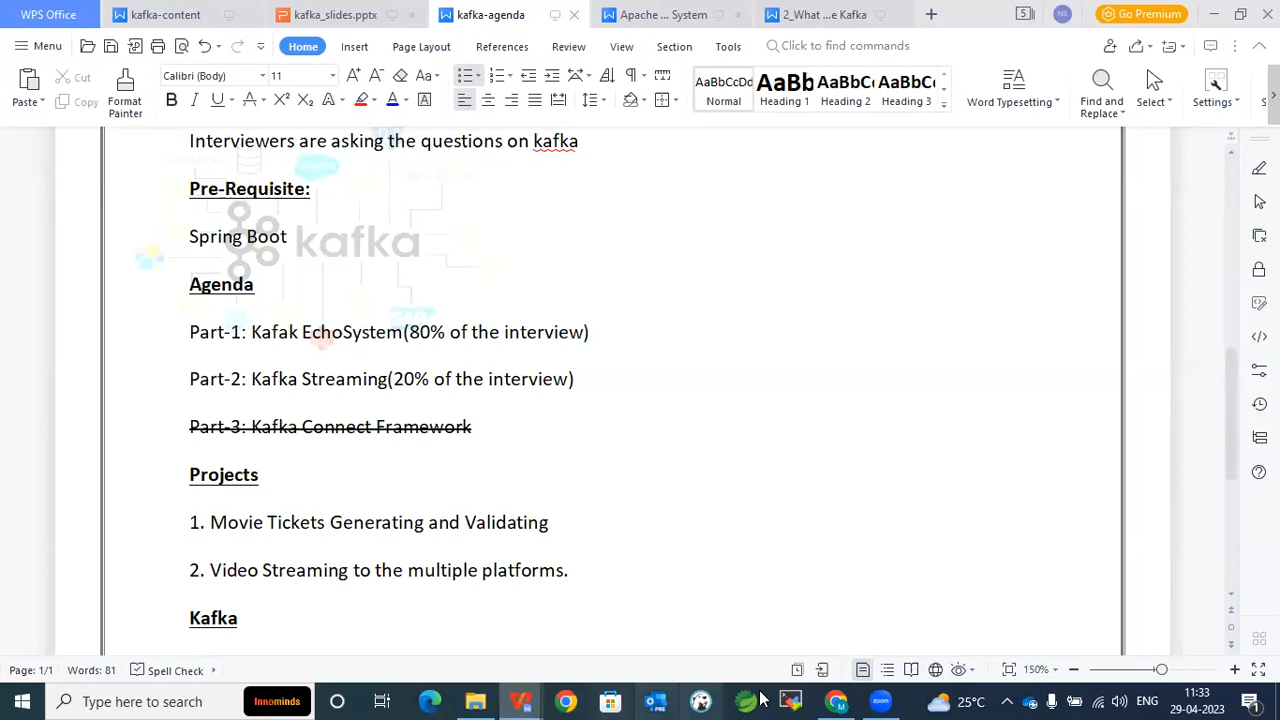 WPS Office
kafka-content
kafka_slides.pptx
kafka-agenda
Apache ... System
2_What ...e Kafka
5
NS
Go Premium
Menu
Home
Insert
Page Layout
References
Review
View
Section
Tools
Click to find commands
Paste
Cut
Copy
Format
Painter
Calibri (Body)
11
AaBbCcDd
Normal
AaBb
Heading 1
AaBbCc
Heading 2
AaBbC
Heading 3
Word Typesetting
Find and
Replace
Select
Settings
Interviewers are asking the questions on kafka
Pre-Requisite:
Spring Boot
kafka
Agenda
Part-1: Kafak EchoSystem(80% of the interview)
Part-2: Kafka Streaming(20% of the interview)
Part-3: Kafka Connect Framework
Projects
1. Movie Tickets Generating and Validating
2. Video Streaming to the multiple platforms.
Kafka
Page: 1/1
Words: 81
Spell Check
150%
Type here to search
Innominds
25°C
ENG
11:33
29-04-2023